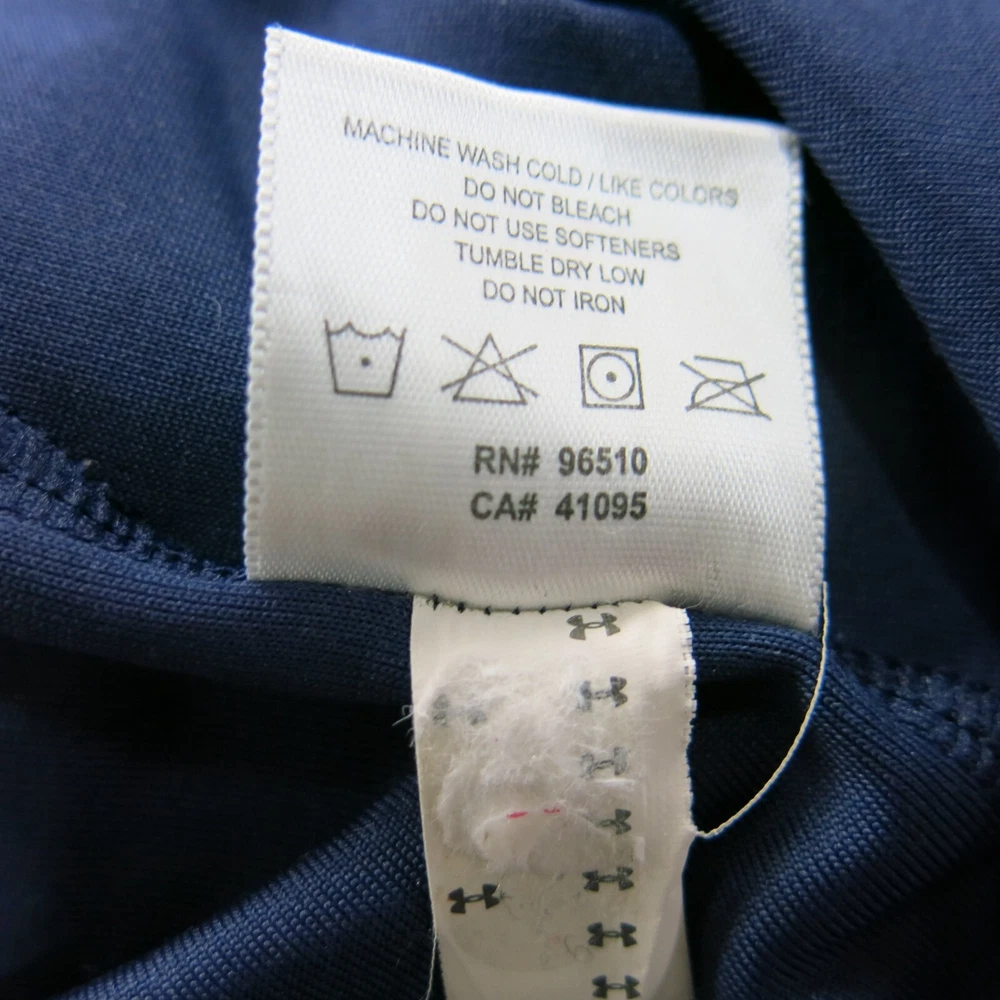 MACHINE WASH COLD / LIKE COLORS
DO NOT BLEACH
DO NOT USE SOFTENERS
TUMBLE DRY LOW
DO NOT IRON
RN# 96510
CA# 41095